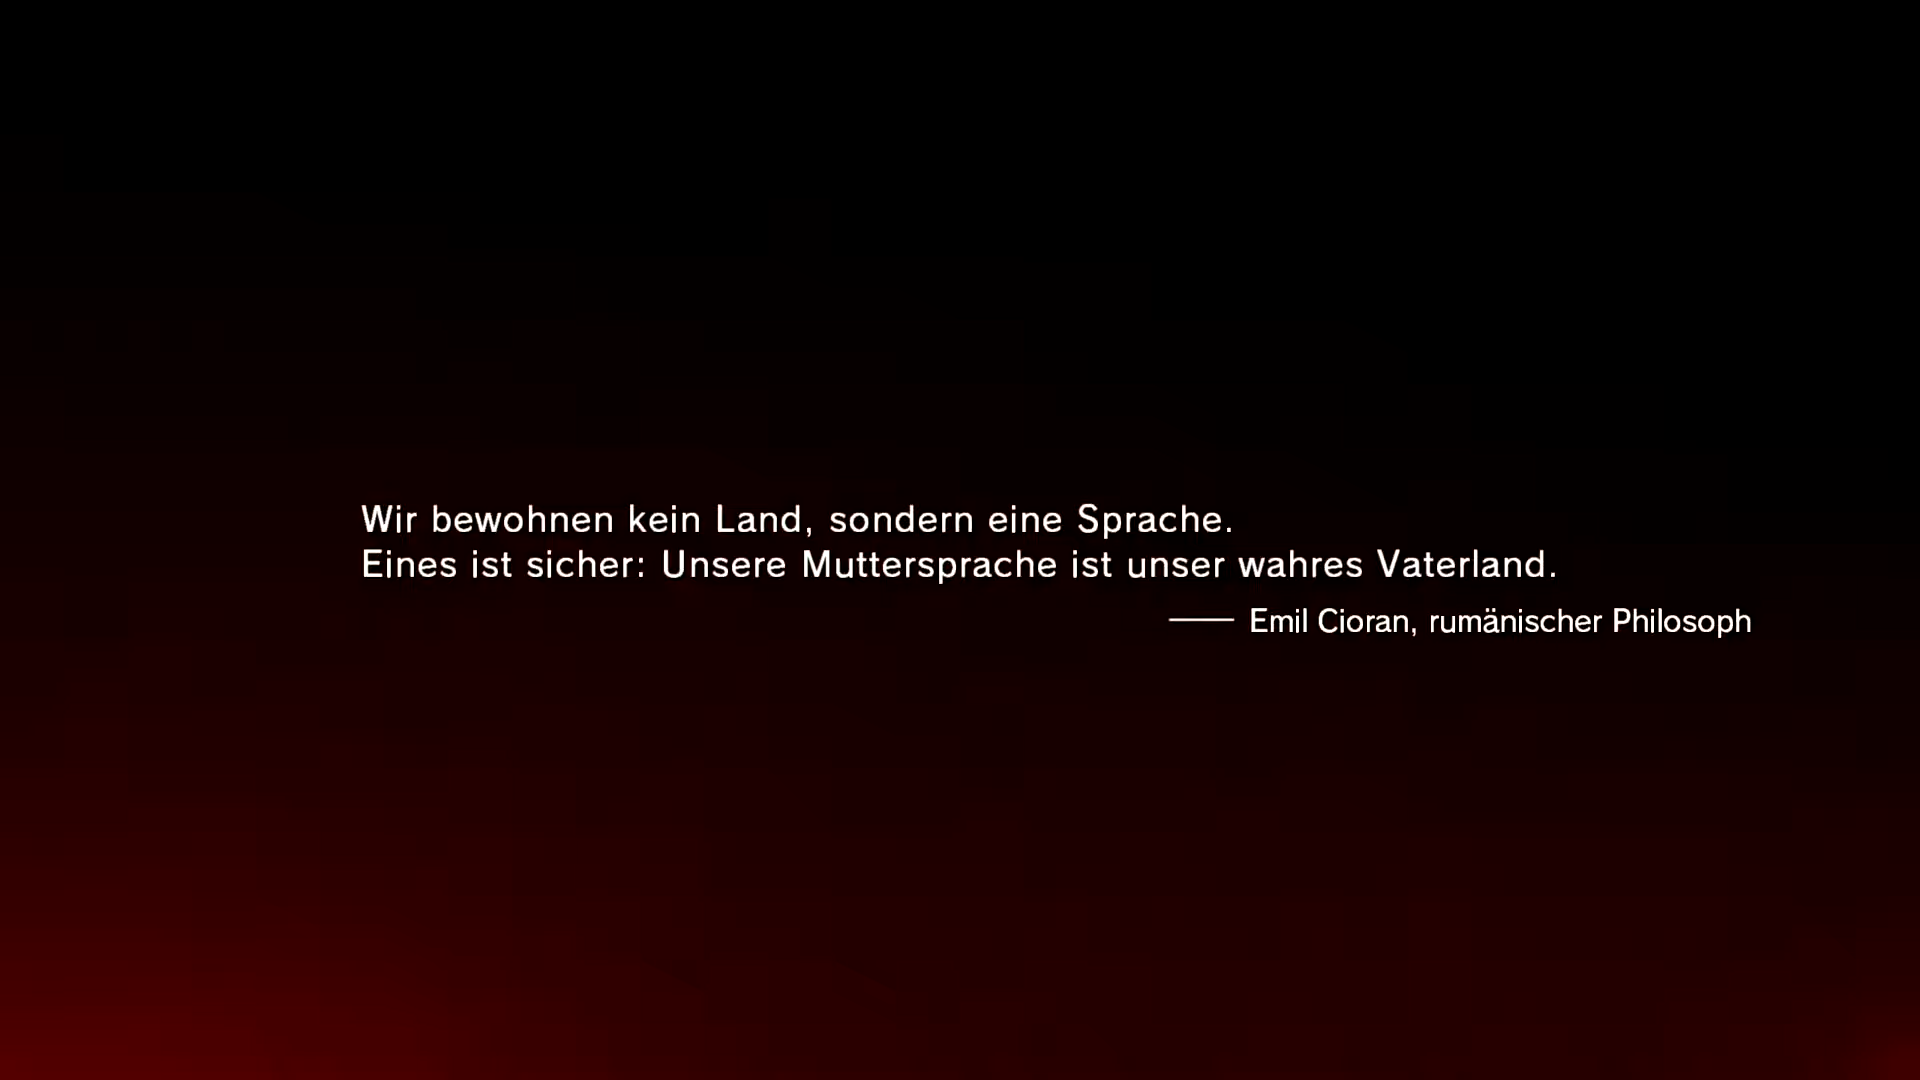 Wir bewohnen kein Land, sondern eine Sprache.
Eines ist sicher: Unsere Muttersprache ist unser wahres Vaterland.
—— Emil Cioran, rumänischer Philosoph